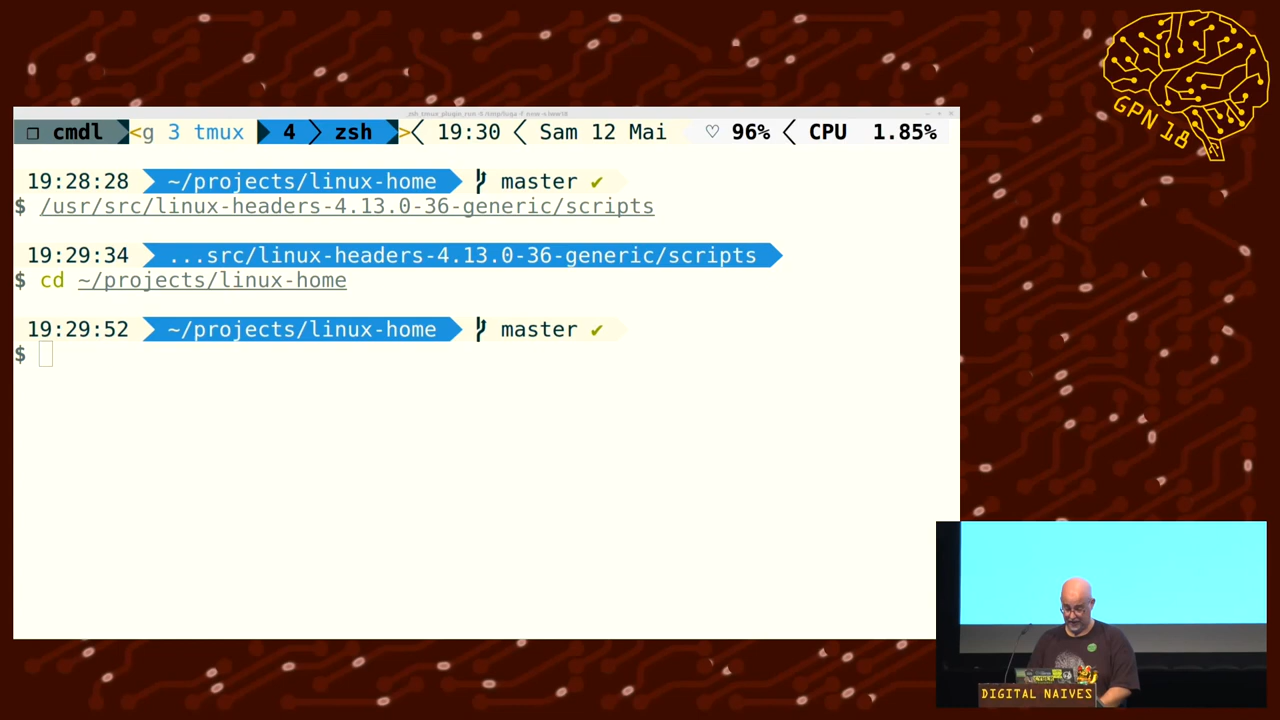 ❐ cmdl <g 3 tmux 4 zsh > 19:30 Sam 12 Mai ♡ 96% CPU 1.85%
19:28:28 ~/projects/linux-home master ✔
$ /usr/src/linux-headers-4.13.0-36-generic/scripts
19:29:34 ...src/linux-headers-4.13.0-36-generic/scripts
$ cd ~/projects/linux-home
19:29:52 ~/projects/linux-home master ✔
$
GPN 18
DIGITAL NAIVES